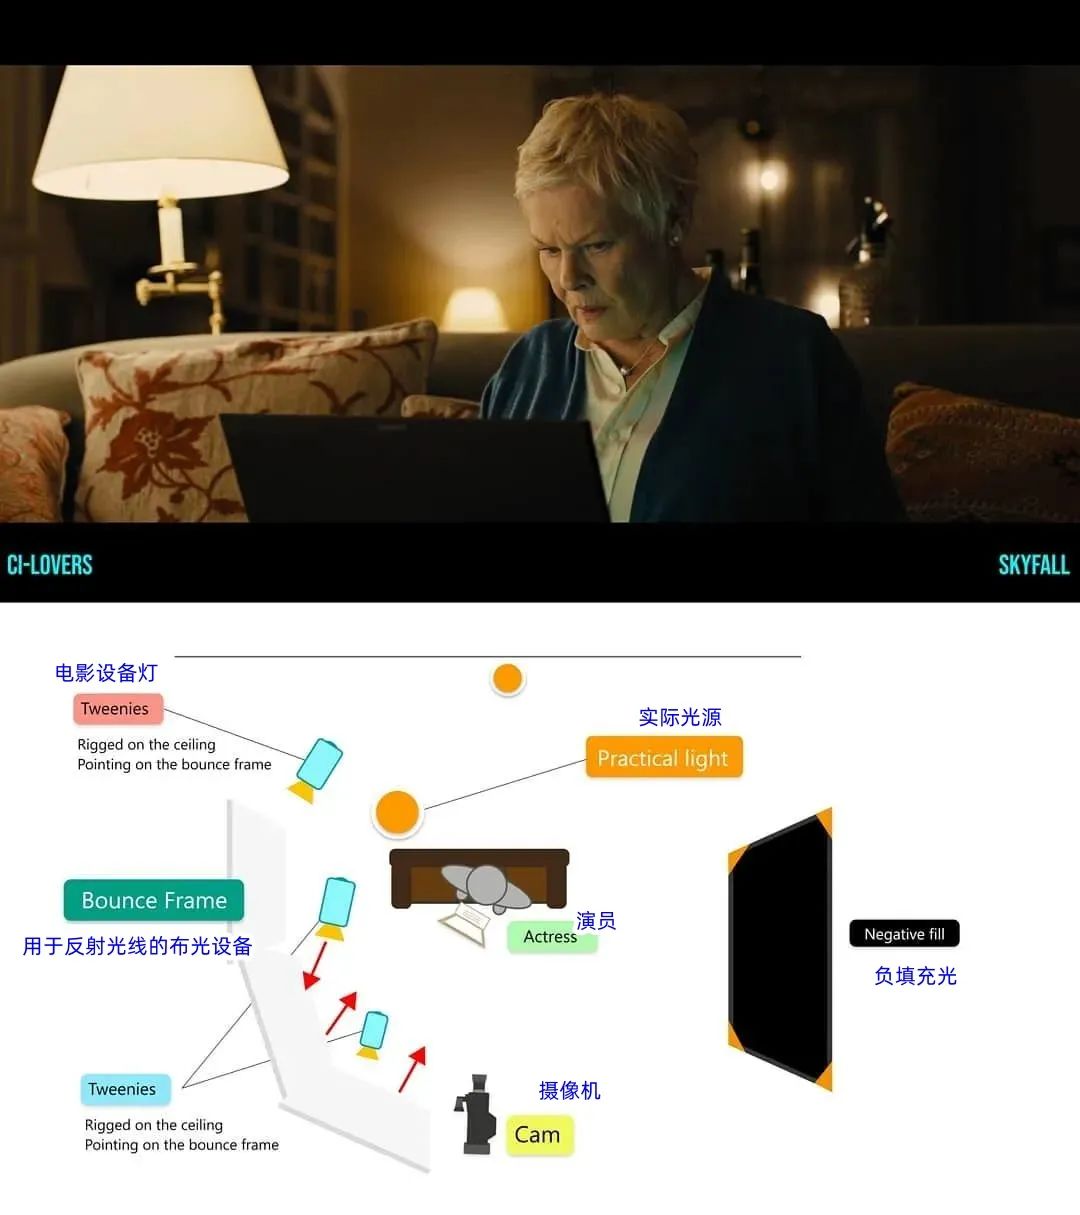 CI-LOVERS
SKYFALL
电影设备灯
Tweenies
Rigged on the ceiling
Pointing on the bounce frame
实际光源
Practical light
Bounce Frame
用于反射光线的布光设备
演员
Actress
Negative fill
负填充光
Tweenies
Rigged on the ceiling
Pointing on the bounce frame
摄像机
Cam